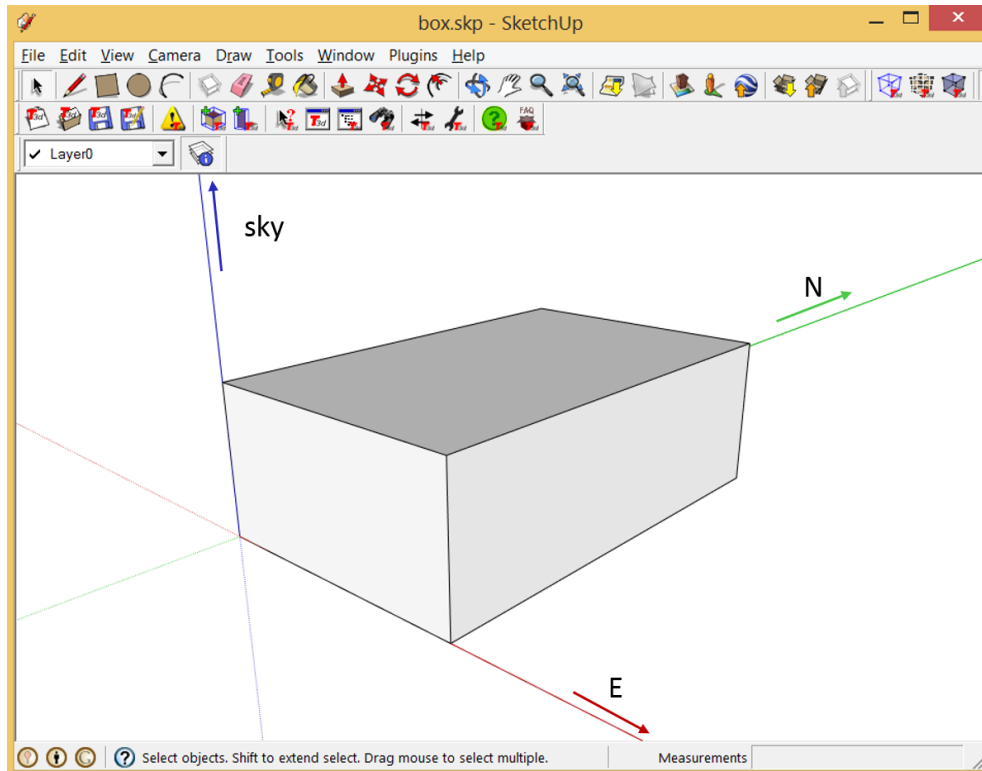 box.skp - SketchUp
File Edit View Camera Draw Tools Window Plugins Help
FAQ
Layer0
sky
N
E
Select objects. Shift to extend select. Drag mouse to select multiple. Measurements